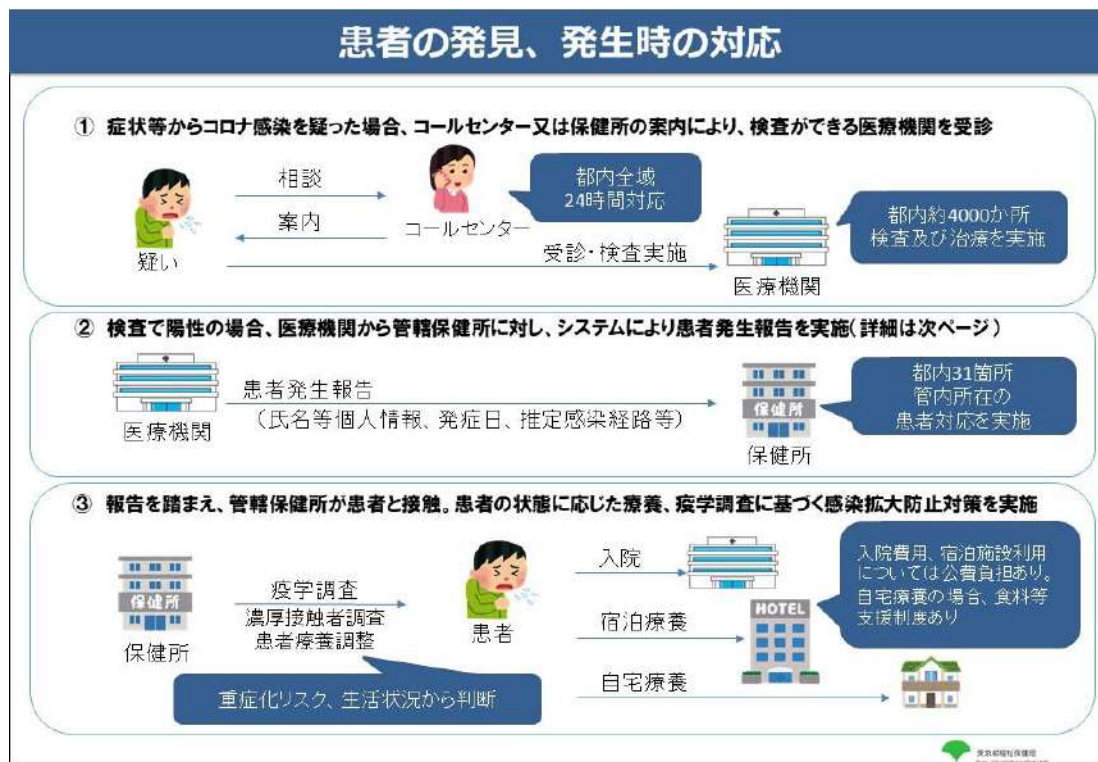 患者の発見、発生時の対応
① 症状等からコロナ感染を疑った場合、コールセンター又は保健所の案内により、検査ができる医療機関を受診
相談
案内
疑い
コールセンター
都内全域
24時間対応
受診・検査実施
医療機関
都内約4000か所
検査及び治療を実施
② 検査で陽性の場合、医療機関から管轄保健所に対し、システムにより患者発生報告を実施(詳細は次ページ)
医療機関
患者発生報告
(氏名等個人情報、発症日、推定感染経路等)
保健所
保健所
都内31箇所
管内所在の
患者対応を実施
③ 報告を踏まえ、管轄保健所が患者と接触。患者の状態に応じた療養、疫学調査に基づく感染拡大防止対策を実施
保健所
保健所
疫学調査
濃厚接触者調査
患者療養調整
重症化リスク、生活状況から判断
患者
入院
宿泊療養
HOTEL
自宅療養
入院費用、宿泊施設利用
については公費負担あり。
自宅療養の場合、食料等
支援制度あり
東京都福祉保健局